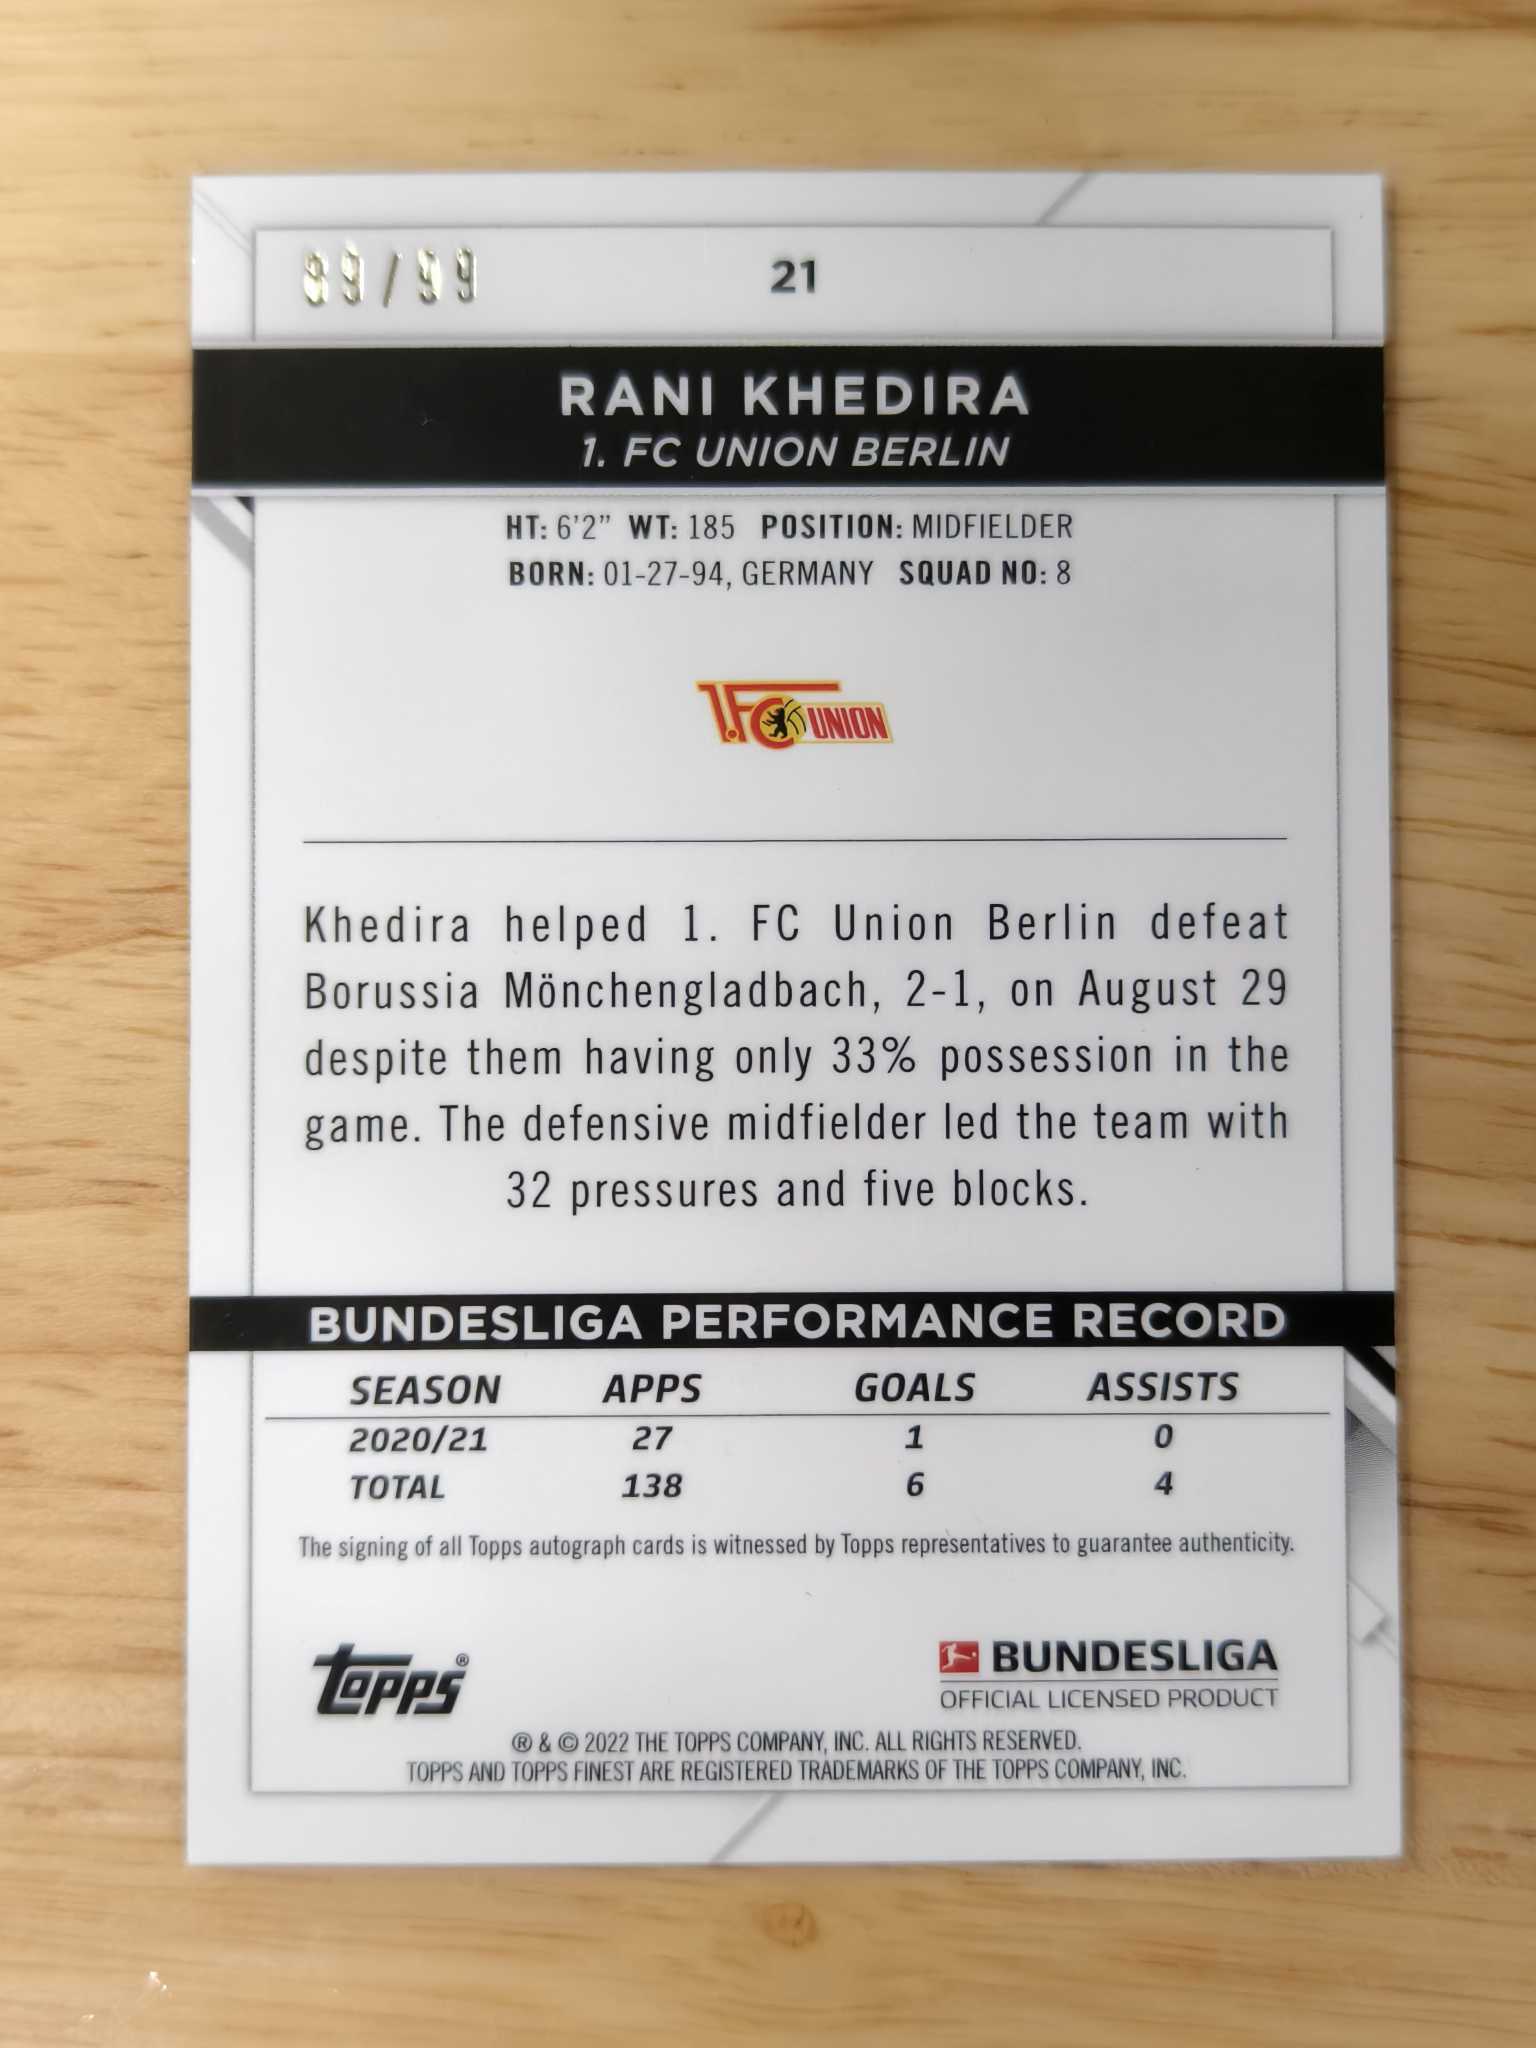 89/99
21
RANI KHEDIRA
1. FC UNION BERLIN
HT: 6'2" WT: 185 POSITION: MIDFIELDER
BORN: 01-27-94, GERMANY SQUAD NO: 8
1.FC UNION
Khedira helped 1. FC Union Berlin defeat
Borussia Mönchengladbach, 2-1, on August 29
despite them having only 33% possession in the
game. The defensive midfielder led the team with
32 pressures and five blocks.
BUNDESLIGA PERFORMANCE RECORD
SEASON APPS GOALS ASSISTS
2020/21 27 1 0
TOTAL 138 6 4
The signing of all Topps autograph cards is witnessed by Topps representatives to guarantee authenticity.
topps®
BUNDESLIGA
OFFICIAL LICENSED PRODUCT
® & © 2022 THE TOPPS COMPANY, INC. ALL RIGHTS RESERVED.
TOPPS AND TOPPS FINEST ARE REGISTERED TRADEMARKS OF THE TOPPS COMPANY, INC.